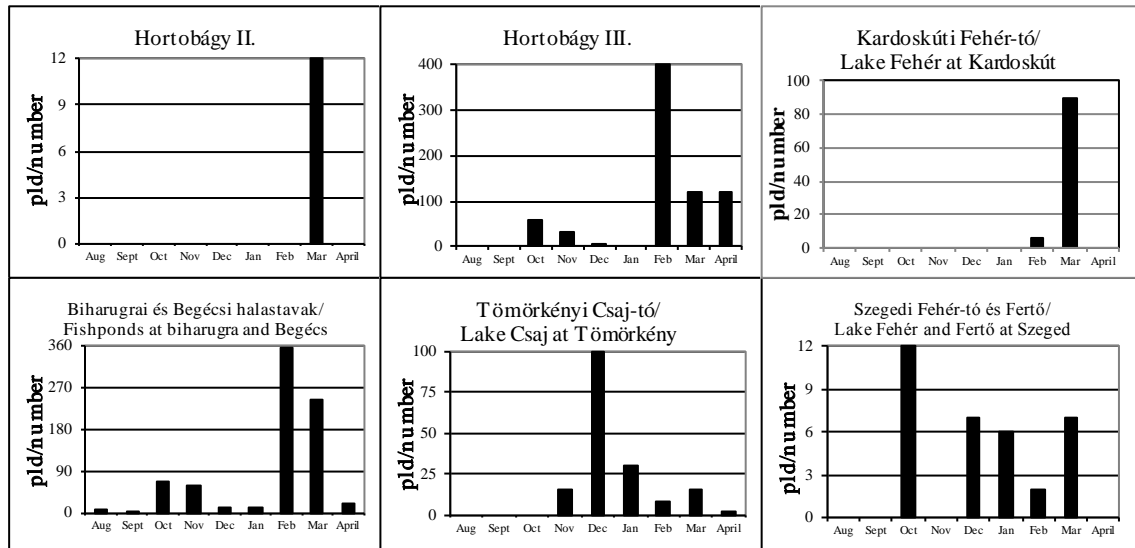 Hortobágy II.
pld/number
12
9
6
3
0
Aug Sept Oct Nov Dec Jan Feb Mar April
Hortobágy III.
pld/number
400
300
200
100
0
Aug Sept Oct Nov Dec Jan Feb Mar April
Kardoskúti Fehér-tó/
Lake Fehér at Kardoskút
pld/number
100
80
60
40
20
0
Aug Sept Oct Nov Dec Jan Feb Mar April
Biharugrai és Begécsi halastavak/
Fishponds at biharugra and Begécs
pld/number
360
270
180
90
0
Aug Sept Oct Nov Dec Jan Feb Mar April
Tömörkényi Csaj-tó/
Lake Csaj at Tömörkény
pld/number
100
75
50
25
0
Aug Sept Oct Nov Dec Jan Feb Mar April
Szegedi Fehér-tó és Fertő/
Lake Fehér and Fertő at Szeged
pld/number
12
9
6
3
0
Aug Sept Oct Nov Dec Jan Feb Mar April